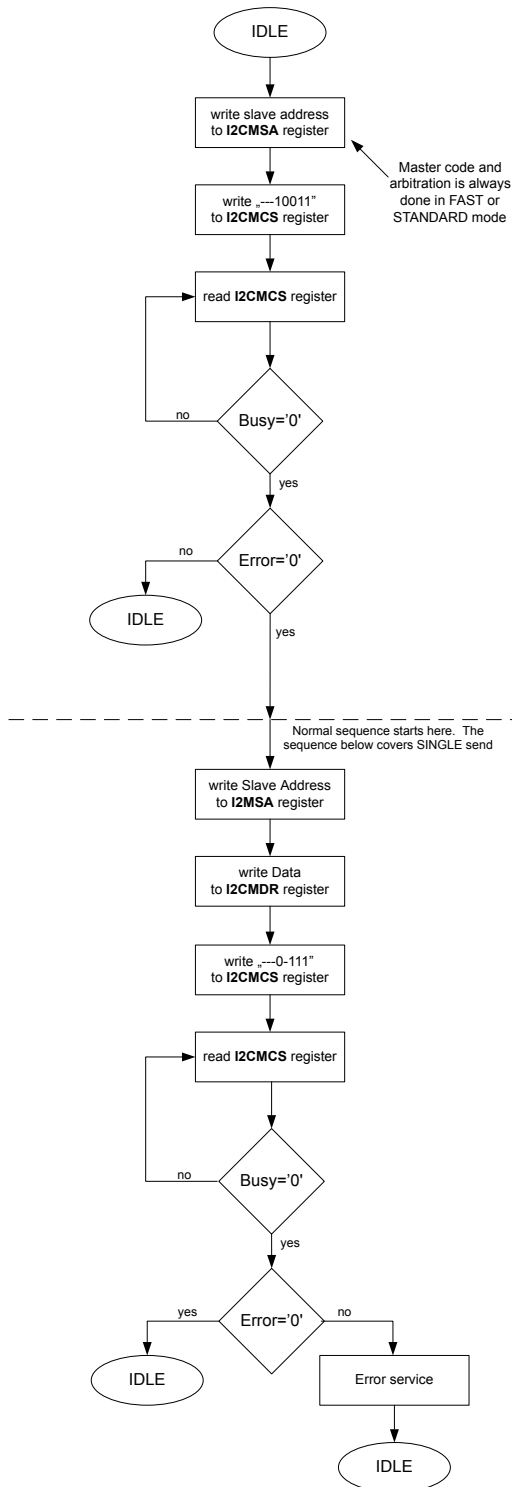 IDLE
write slave address
to I2CMSA register
Master code and
arbitration is always
done in FAST or
STANDARD mode
write „---10011”
to I2CMCS register
read I2CMCS register
Busy='0'
no
yes
Error='0'
no
IDLE
yes
Normal sequence starts here. The
sequence below covers SINGLE send
write Slave Address
to I2MSA register
write Data
to I2CMDR register
write „---0-111”
to I2CMCS register
read I2CMCS register
Busy='0'
no
yes
Error='0'
yes
no
IDLE
Error service
IDLE